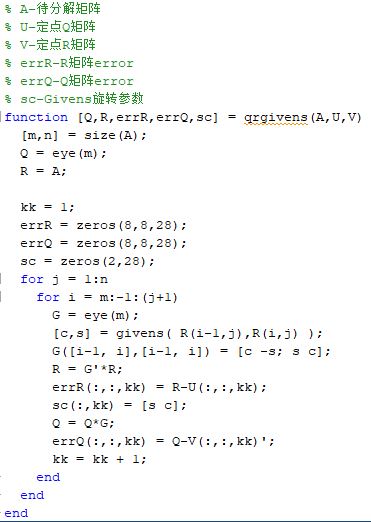 % A-待分解矩阵
% U-定点Q矩阵
% V-定点R矩阵
% errR-R矩阵error
% errQ-Q矩阵error
% sc-Givens旋转参数
function [Q,R,errR,errQ,sc] = qrgivens(A,U,V)
[m,n] = size(A);
Q = eye(m);
R = A;
kk = 1;
errR = zeros(8,8,28);
errQ = zeros(8,8,28);
sc = zeros(2,28);
for j = 1:n
for i = m:-1:(j+1)
G = eye(m);
[c,s] = givens( R(i-1,j),R(i,j) );
G([i-1, i],[i-1, i]) = [c -s; s c];
R = G'*R;
errR(:,:,kk) = R-U(:,:,kk);
sc(:,kk) = [s c];
Q = Q*G;
errQ(:,:,kk) = Q-V(:,:,kk)';
kk = kk + 1;
end
end
end